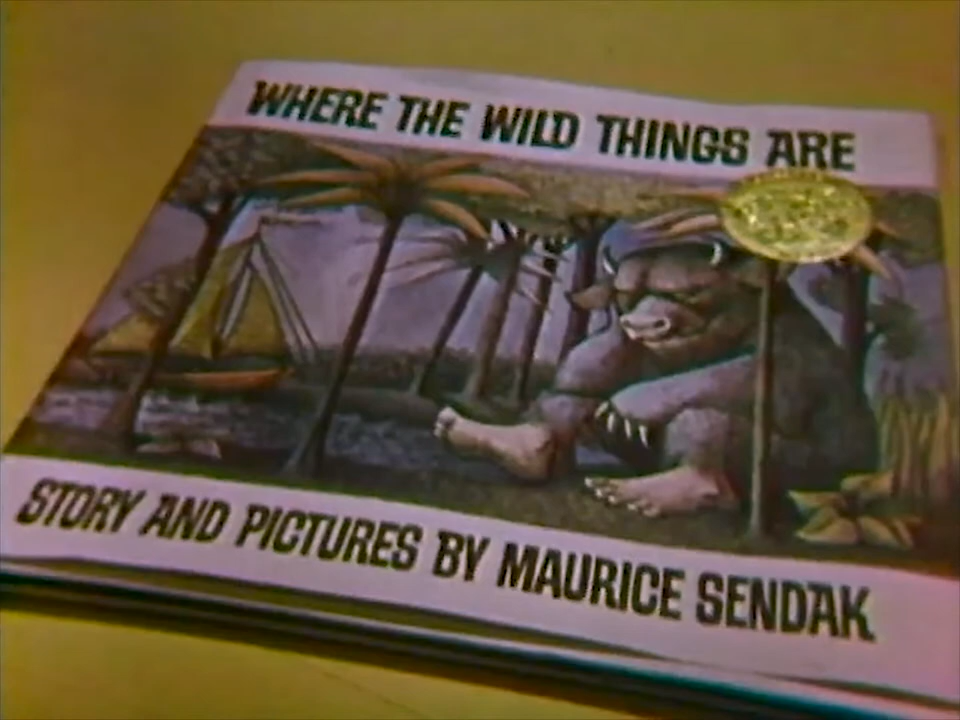 WHERE THE WILD THINGS ARE
STORY AND PICTURES BY MAURICE SENDAK